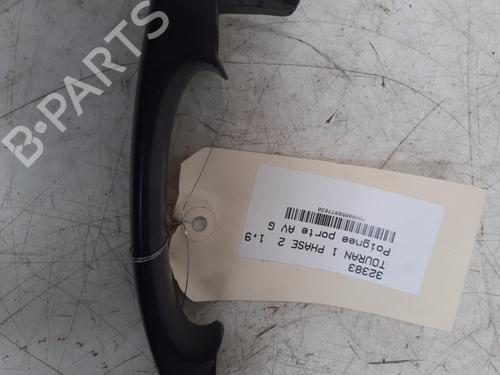 B-PARTS
32383
TOURAN 1 PHASE 2 1,9
Poignee porte AV G